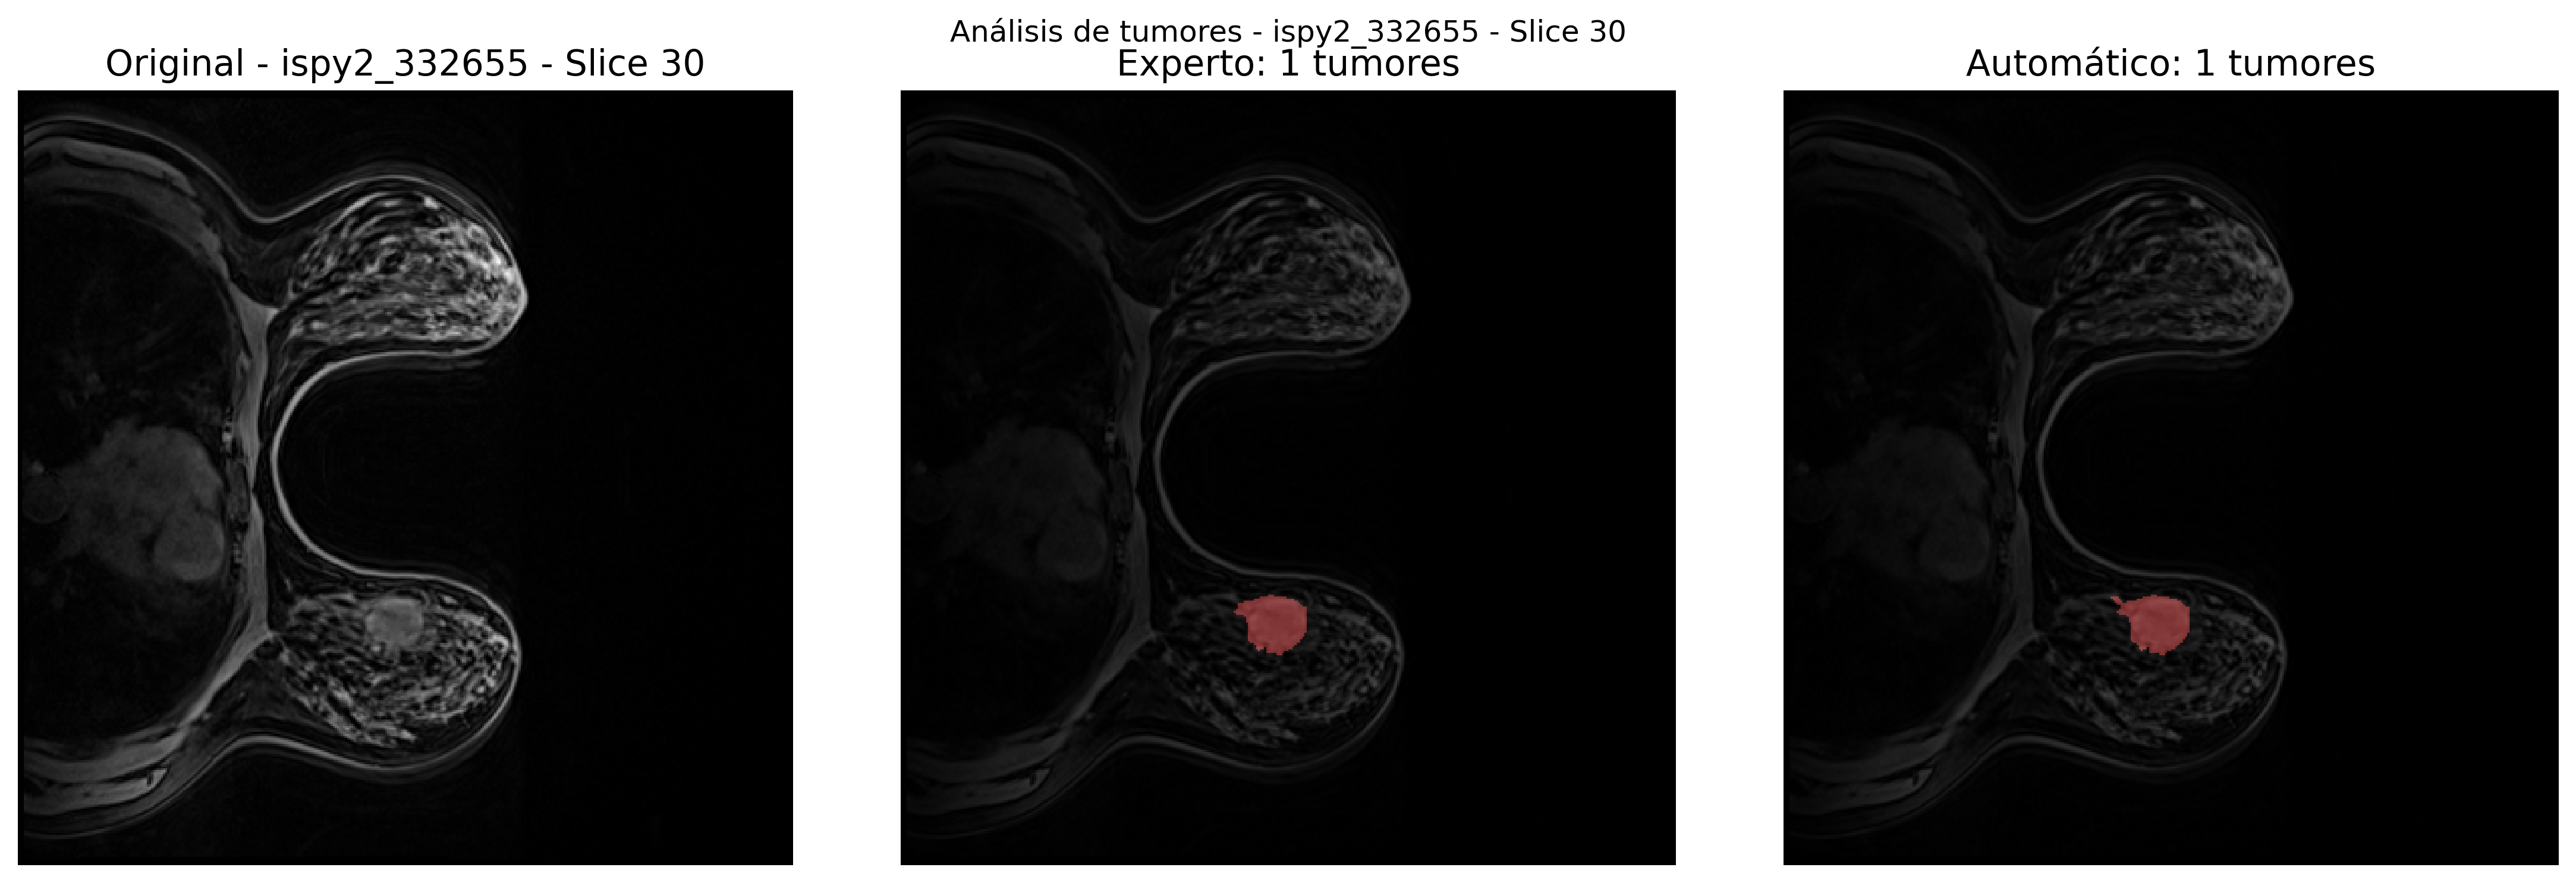 Análisis de tumores - ispy2_332655 - Slice 30
Original - ispy2_332655 - Slice 30
Experto: 1 tumores
Automático: 1 tumores